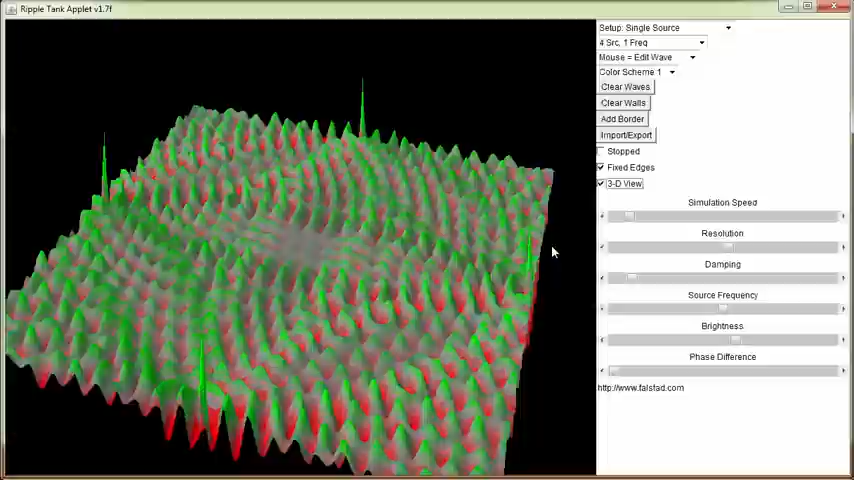 Ripple Tank Applet v1.7f
Setup: Single Source
4 Src, 1 Freq
Mouse = Edit Wave
Color Scheme 1
Clear Waves
Clear Walls
Add Border
Import/Export
Stopped
Fixed Edges
3-D View
Simulation Speed
Resolution
Damping
Source Frequency
Brightness
Phase Difference
http://www.falstad.com